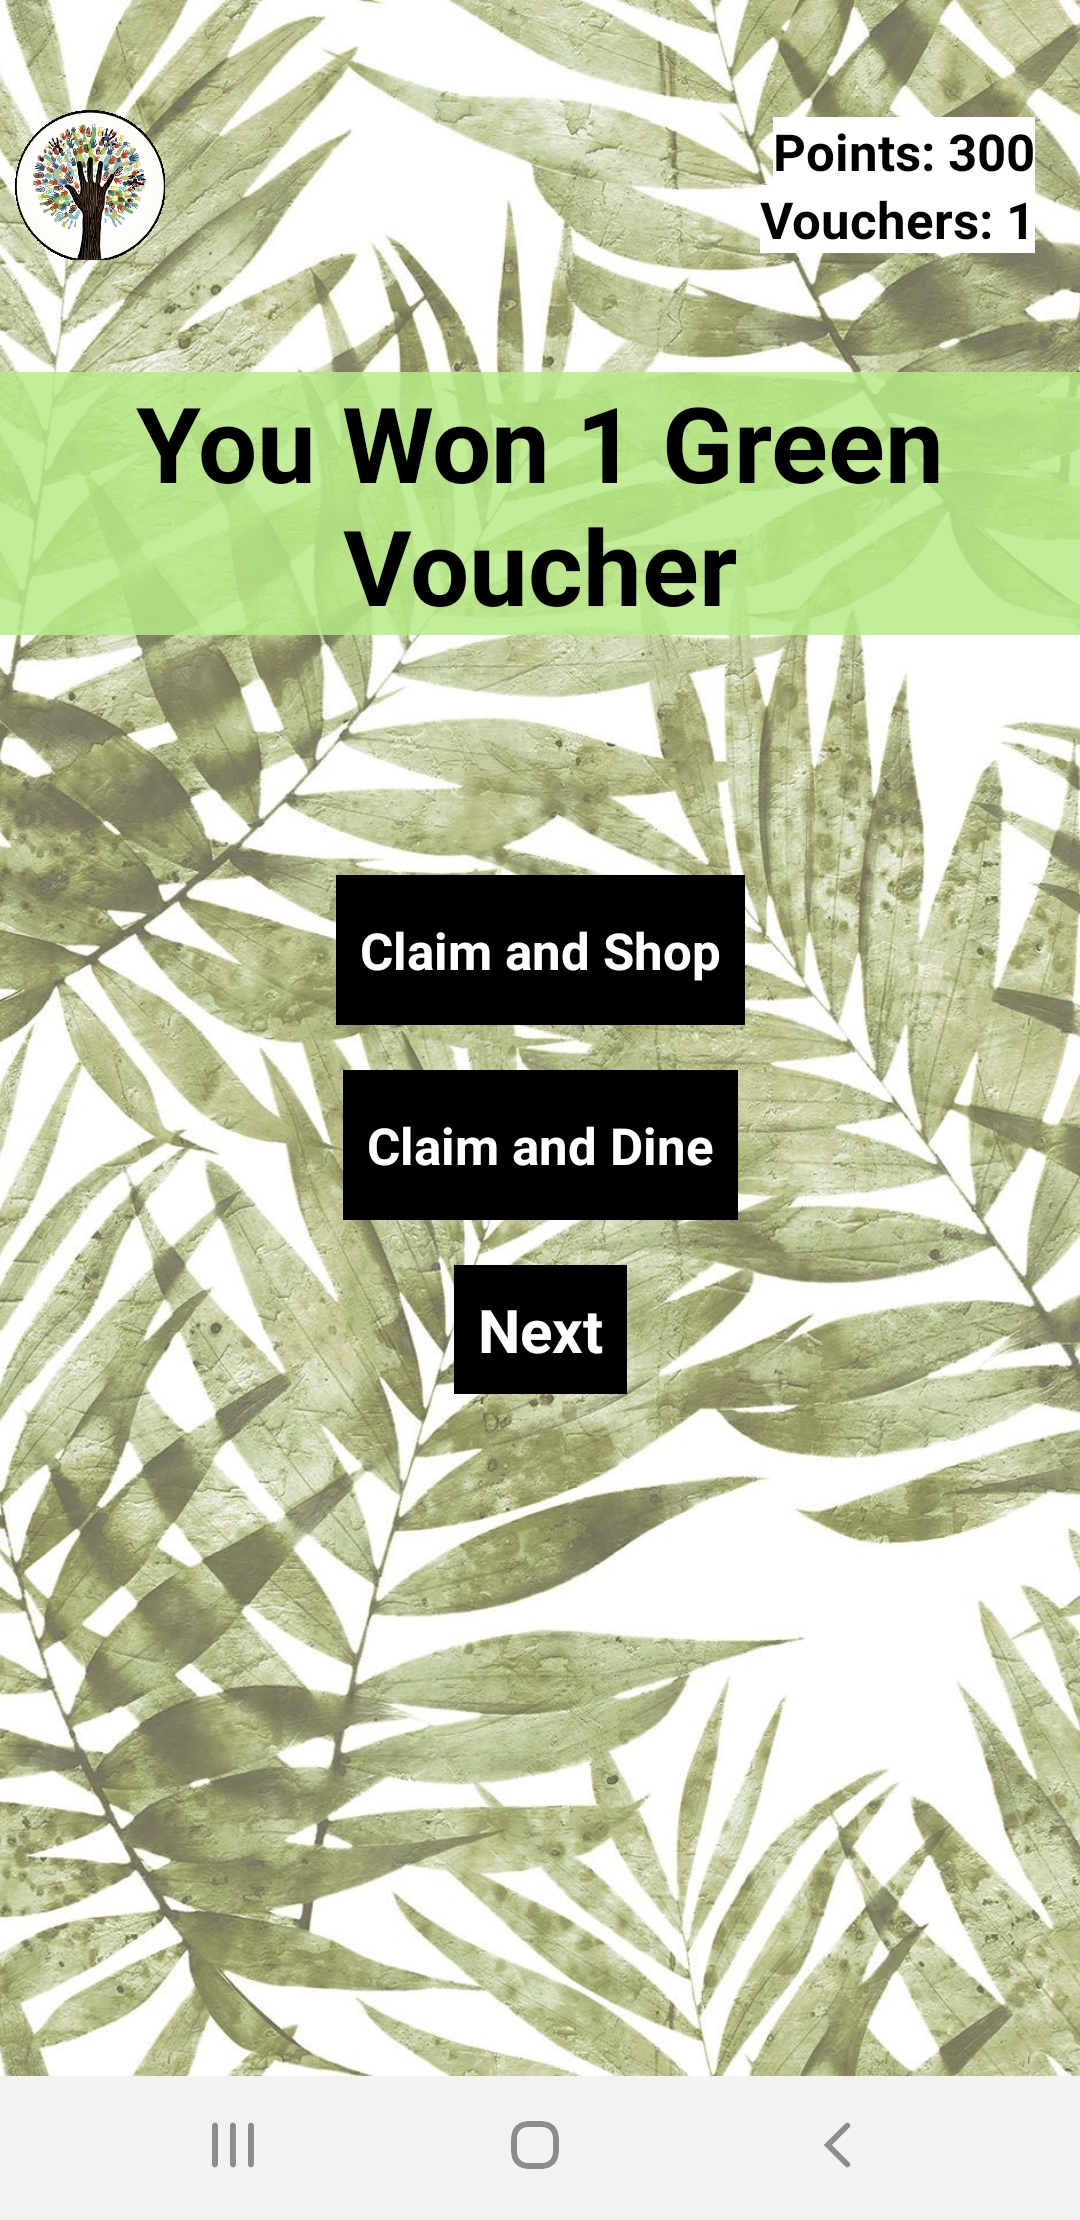 Points: 300
Vouchers: 1
You Won 1 Green
Voucher
Claim and Shop
Claim and Dine
Next